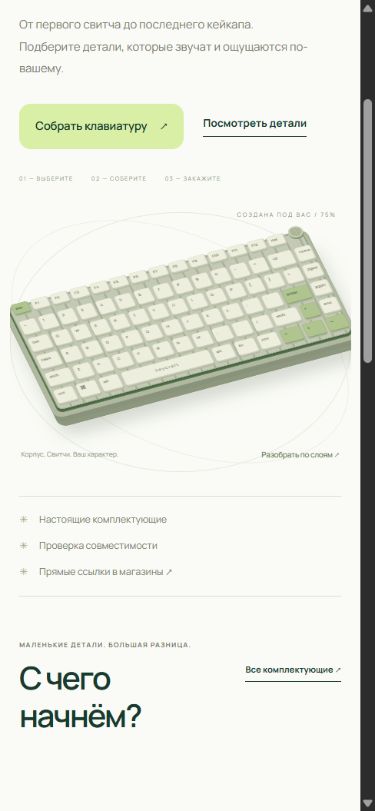 От первого свитча до последнего кейкапа.
Подберите детали, которые звучат и ощущаются по-
вашему.
Собрать клавиатуру ↗
Посмотреть детали
01 — ВЫБЕРИТЕ 02 — СОБЕРИТЕ 03 — ЗАКАЖИТЕ
СОЗДАНА ПОД ВАС / 75%
Корпус. Свитчи. Ваш характер.
Разобрать по слоям ↗
Настоящие комплектующие
Проверка совместимости
Прямые ссылки в магазины ↗
МАЛЕНЬКИЕ ДЕТАЛИ. БОЛЬШАЯ РАЗНИЦА.
С чего
начнём?
Все комплектующие ↗